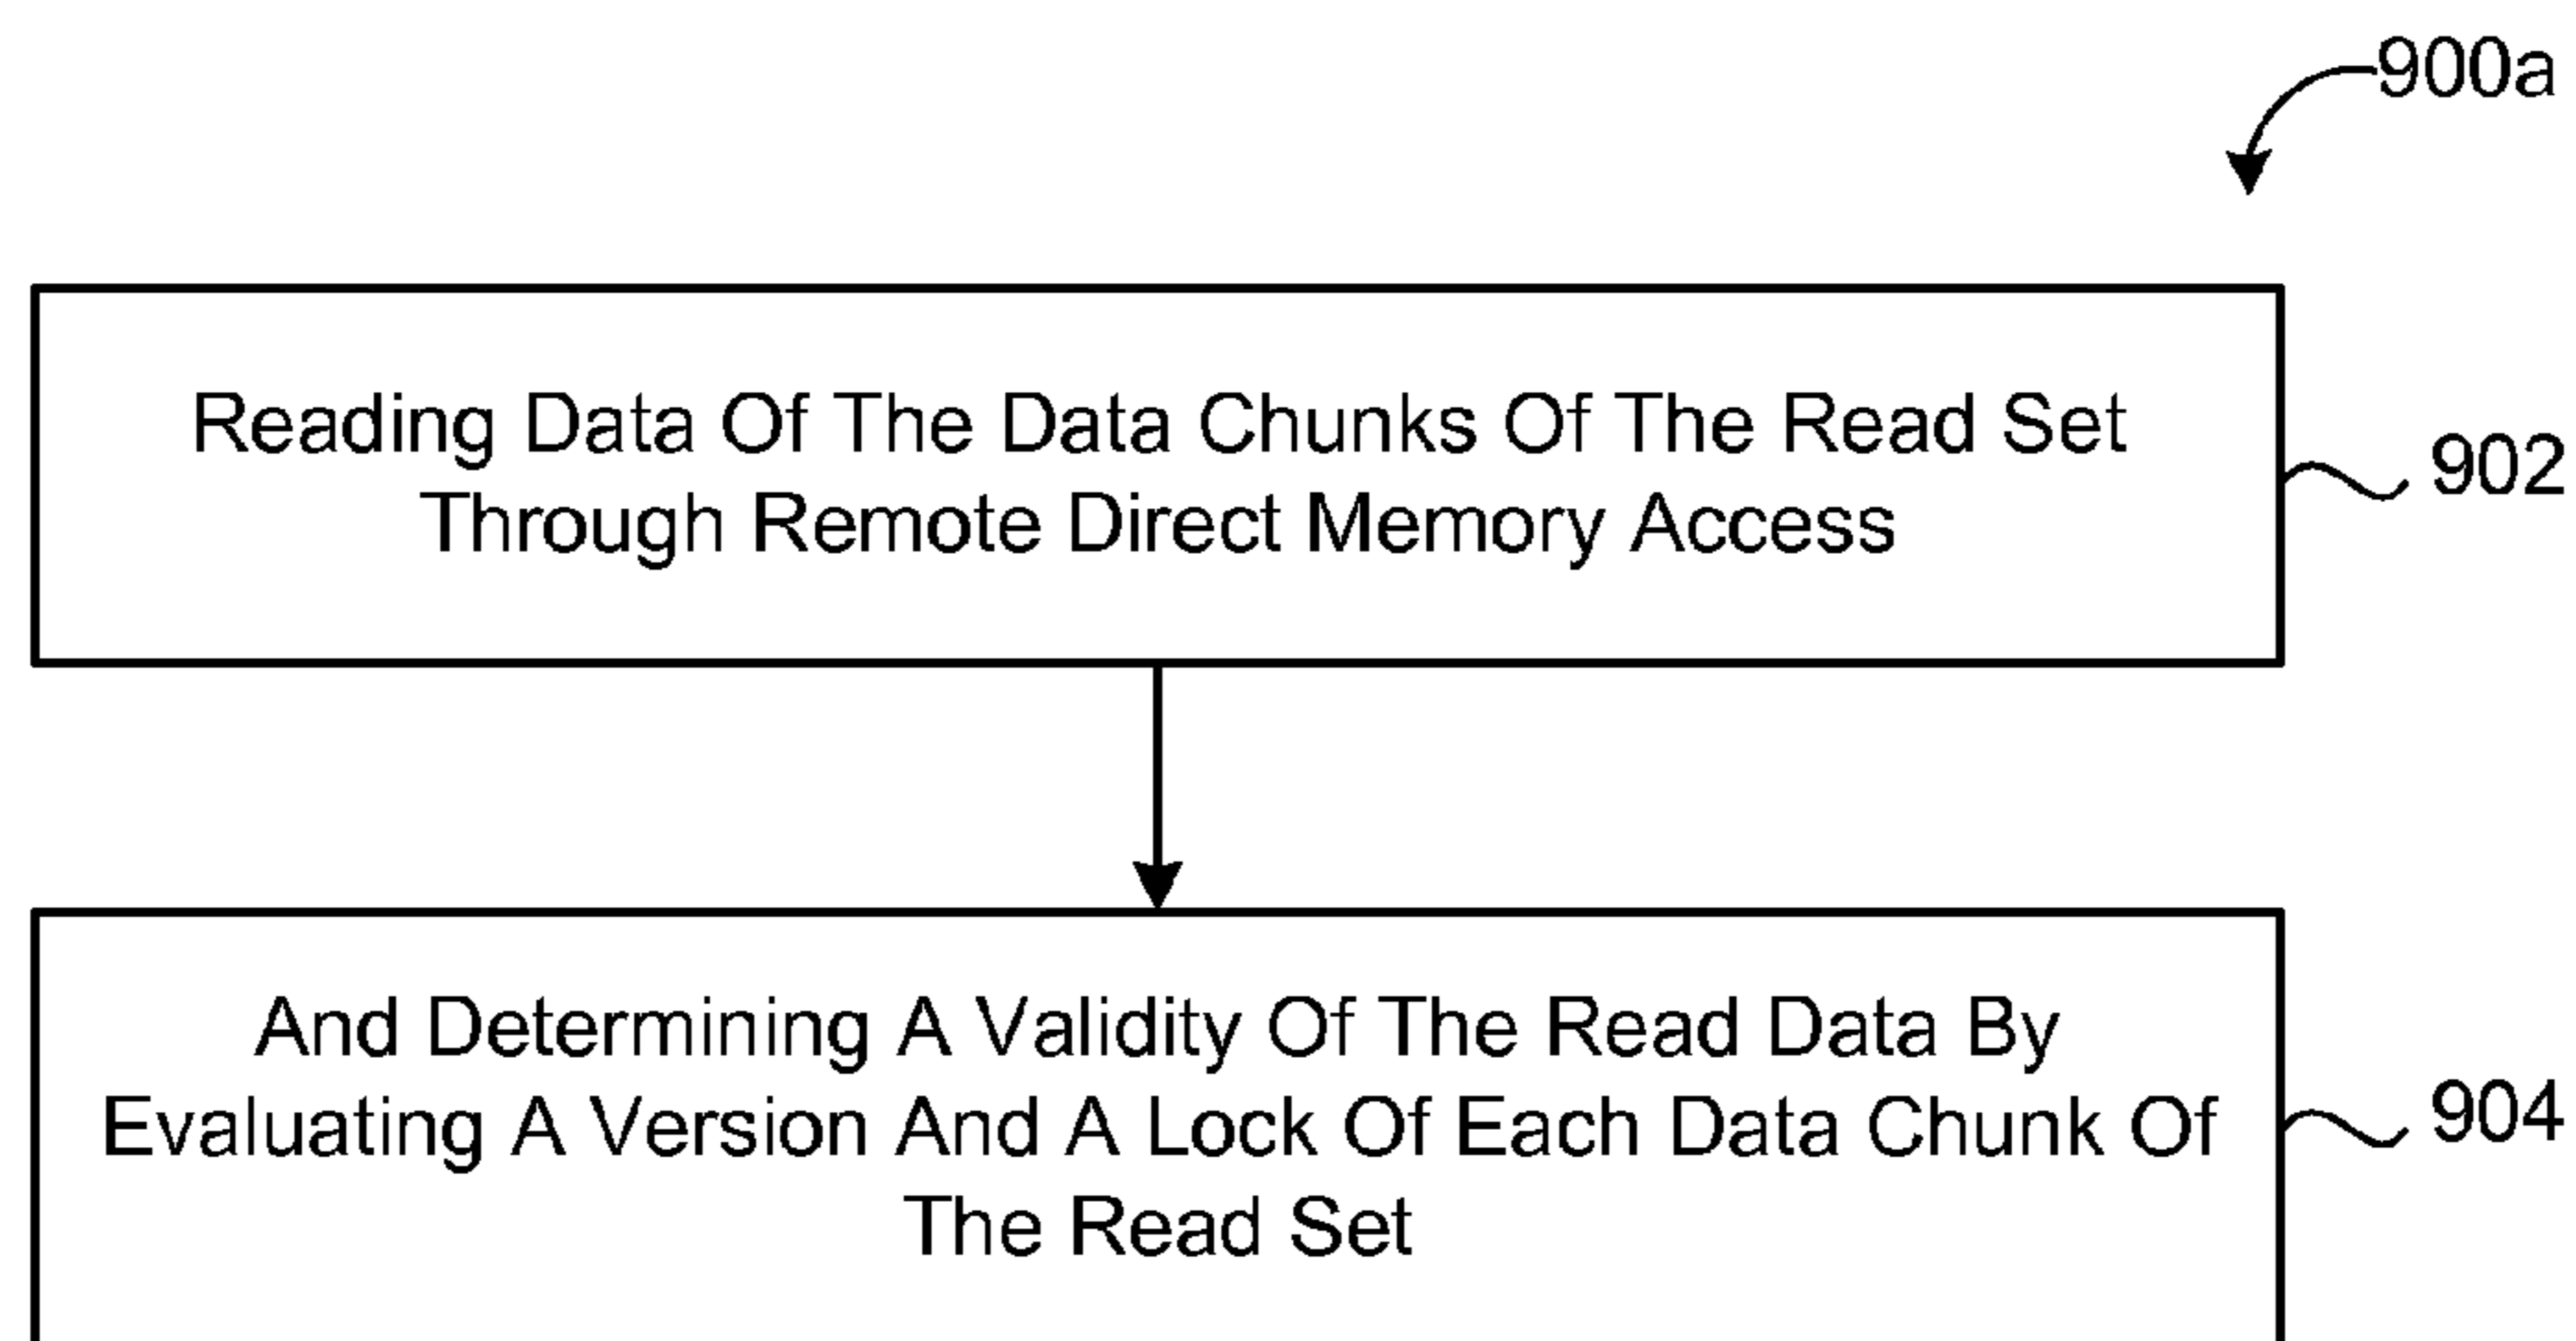 900a
Reading Data Of The Data Chunks Of The Read Set
Through Remote Direct Memory Access
902
And Determining A Validity Of The Read Data By
Evaluating A Version And A Lock Of Each Data Chunk Of
The Read Set
904